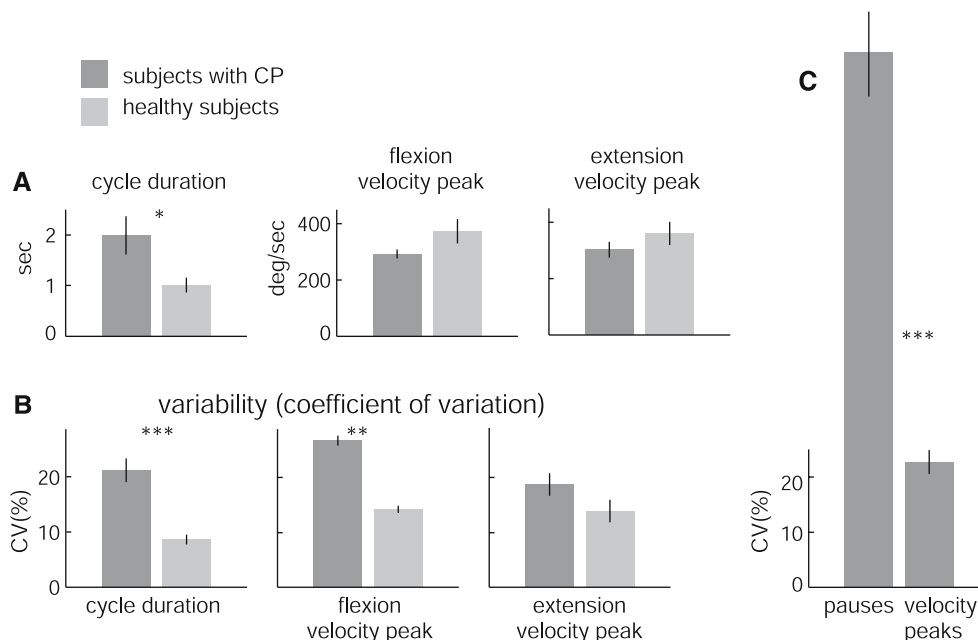 subjects with CP
healthy subjects
A
cycle duration
flexion
velocity peak
extension
velocity peak
sec
2
1
0
*
deg/sec
400
200
0
B
variability (coefficient of variation)
CV(%)
20
10
0
***
cycle duration
**
flexion
velocity peak
extension
velocity peak
C
***
CV(%)
20
10
0
pauses
velocity
peaks